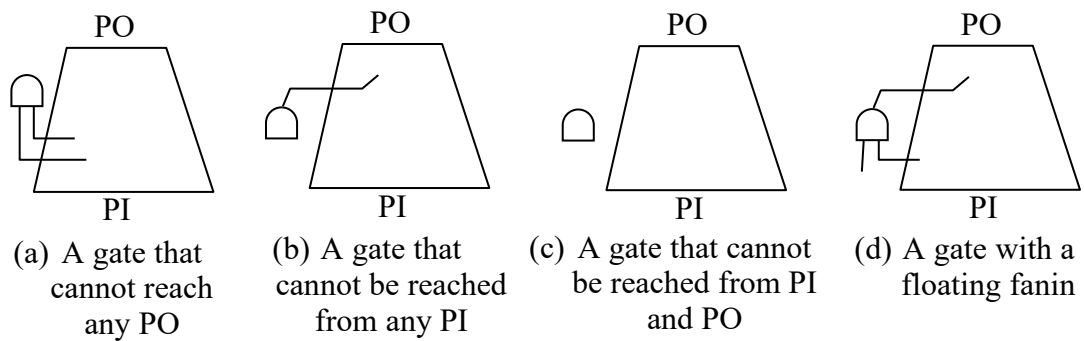 PO
PI
(a) A gate that
cannot reach
any PO
PO
PI
(b) A gate that
cannot be reached
from any PI
PO
PI
(c) A gate that cannot
be reached from PI
and PO
PO
PI
(d) A gate with a
floating fanin